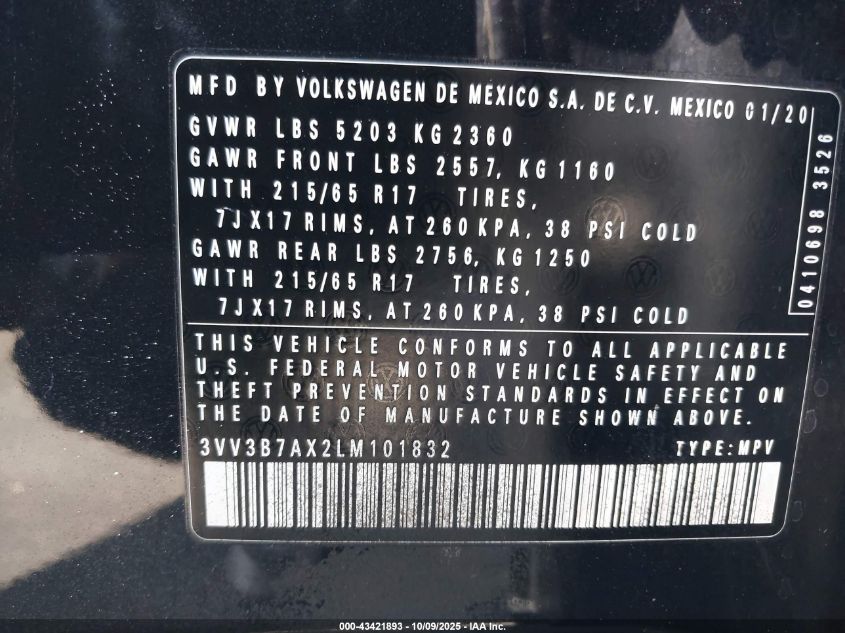 MFD BY VOLKSWAGEN DE MEXICO S.A. DE C.V. MEXICO 01/20
GVWR LBS 5203 KG 2360
GAWR FRONT LBS 2557, KG 1160
WITH 215/65 R17 TIRES,
7JX17 RIMS, AT 260 KPA, 38 PSI COLD
GAWR REAR LBS 2756, KG 1250
WITH 215/65 R17 TIRES,
7JX17 RIMS, AT 260 KPA, 38 PSI COLD
0410698 3526
THIS VEHICLE CONFORMS TO ALL APPLICABLE
U.S. FEDERAL MOTOR VEHICLE SAFETY AND
THEFT PREVENTION STANDARDS IN EFFECT ON
THE DATE OF MANUFACTURE SHOWN ABOVE.
3VV3B7AX2LM101832 TYPE:MPV
000-43421893 - 10/09/2025 - IAA Inc.